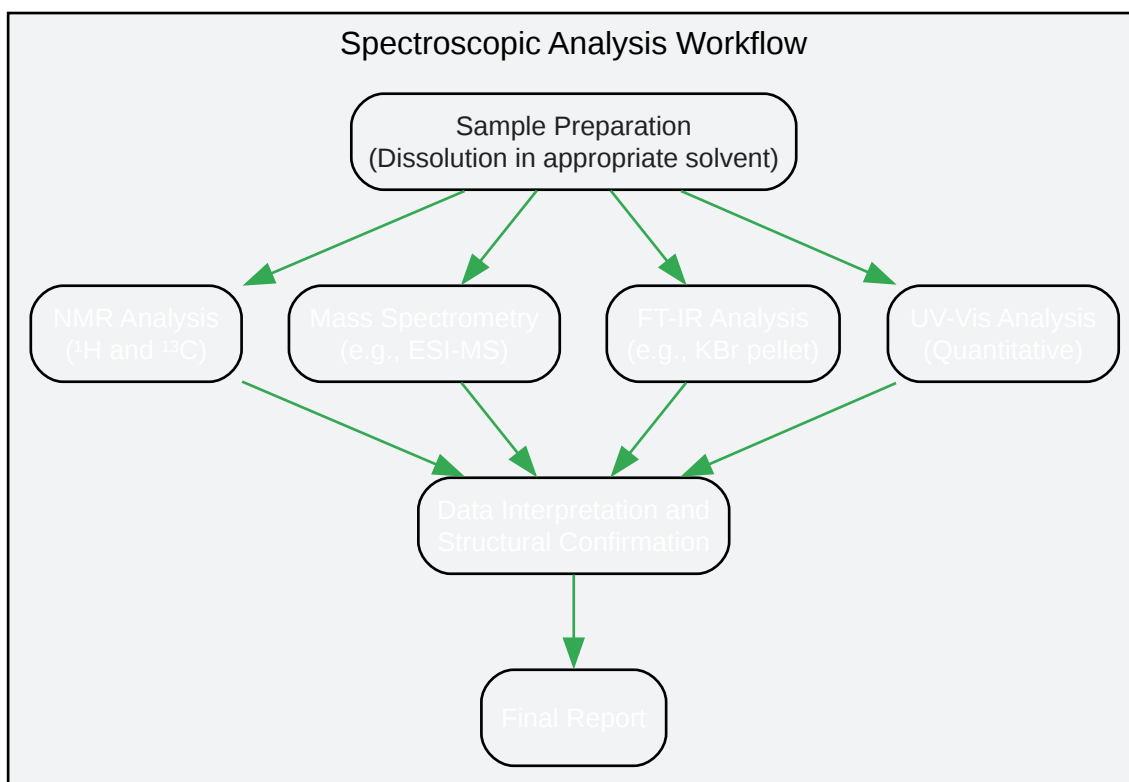 Spectroscopic Analysis Workflow
Sample Preparation
(Dissolution in appropriate solvent)
NMR Analysis
(¹H and ¹³C)
Mass Spectrometry
(e.g., ESI-MS)
FT-IR Analysis
(e.g., KBr pellet)
UV-Vis Analysis
(Quantitative)
Data Interpretation and
Structural Confirmation
Final Report